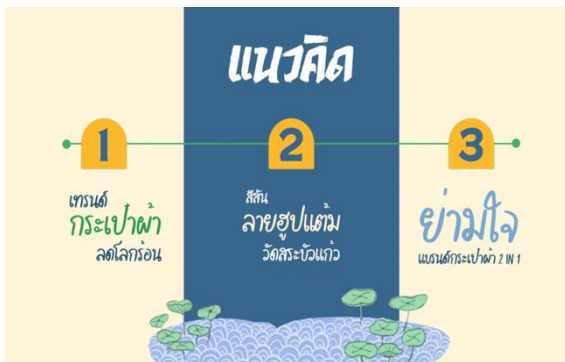 แนวคิด
1
เทรนด์
กระเป๋าผ้า
ลดโลกร้อน
2
สีสัน
ลายฮูปแต้ม
วัดสระบัวแก้ว
3
ย่ามใจ
แบรนด์กระเป๋าผ้า 2 IN 1